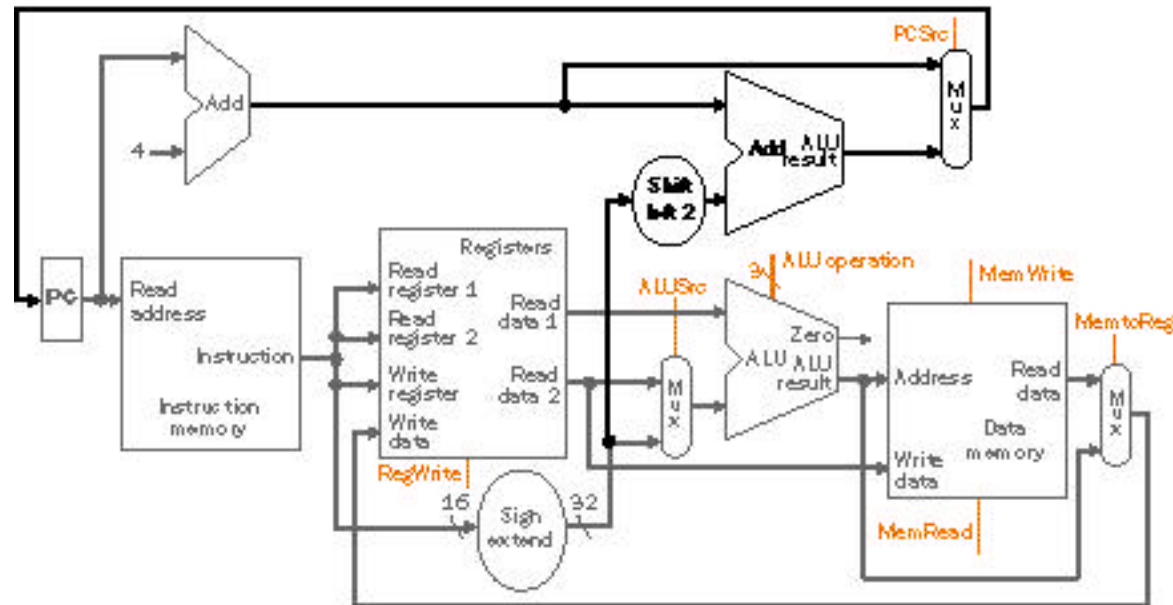 PCSrc
M
u
x
Add
4
Add ALU
result
Shift
left 2
Registers
Read
register 1
Read
register 2
Write
register
Write
data
Read
data 1
Read
data 2
RegWrite
PC
Read
address
Instruction
Instruction
memory
ALUSrc
M
u
x
3
ALU operation
Zero
ALU ALU
result
MemWrite
Address
Read
data
Data
memory
Write
data
MemRead
MemtoReg
M
u
x
16
Sign
extend
32